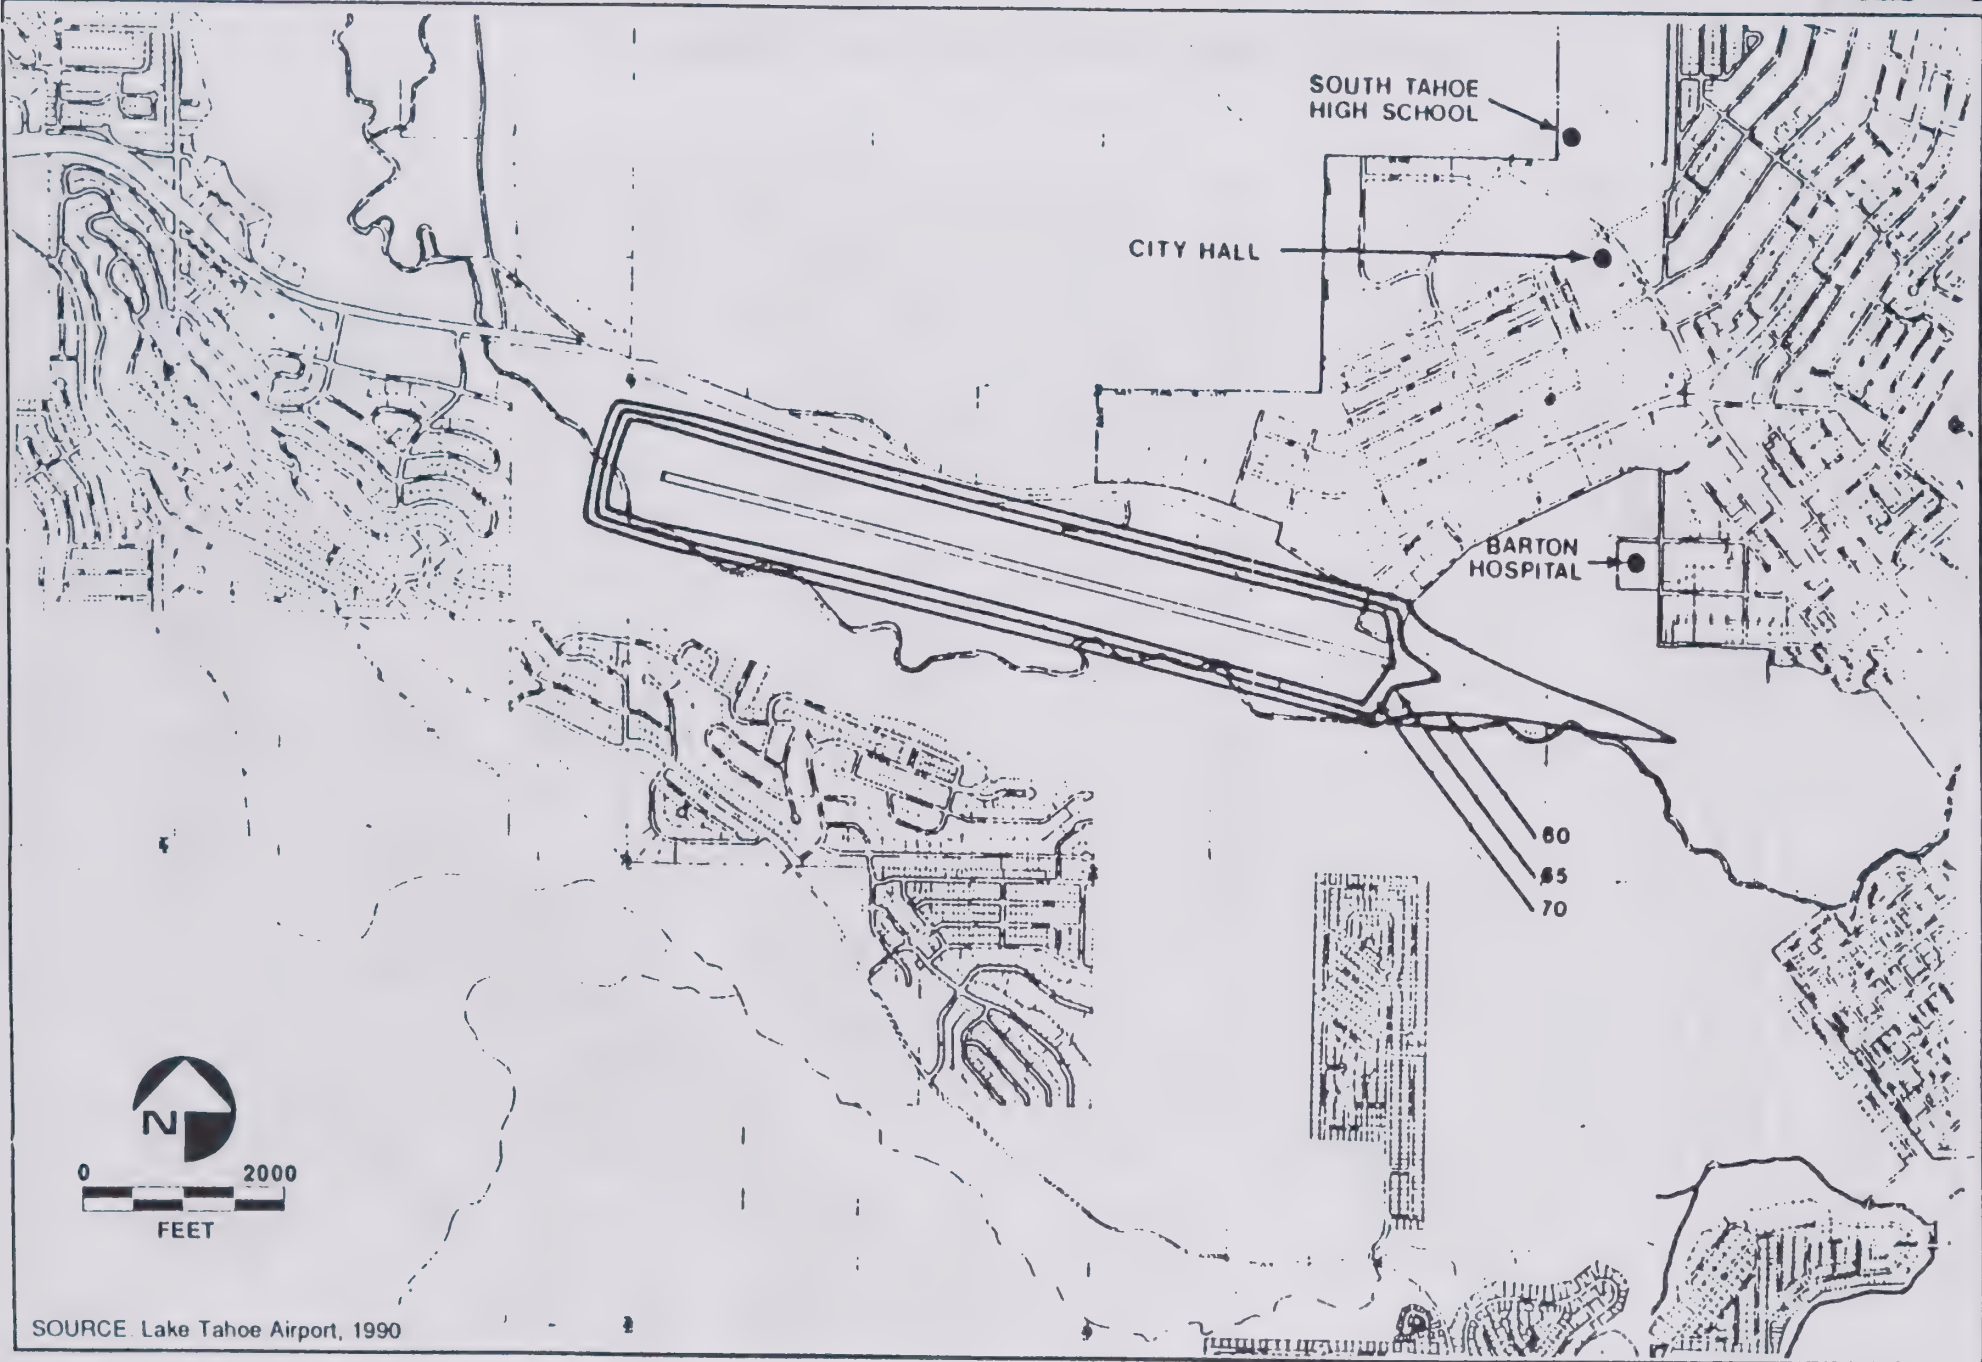 SOUTH TAHOE
HIGH SCHOOL
CITY HALL
BARTON
HOSPITAL
60
65
70
N
0 2000
FEET
SOURCE. Lake Tahoe Airport, 1990